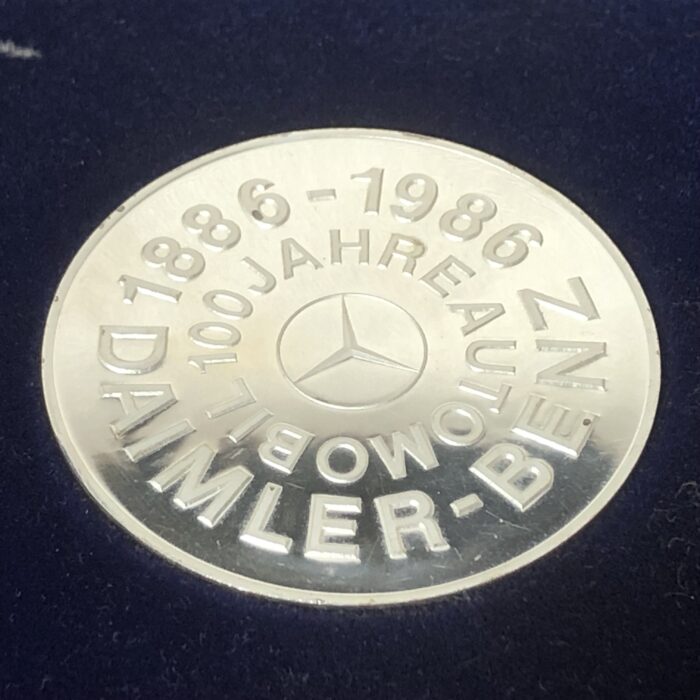 1886-1986
DAIMLER-BENZ
100 JAHRE AUTOMOBIL